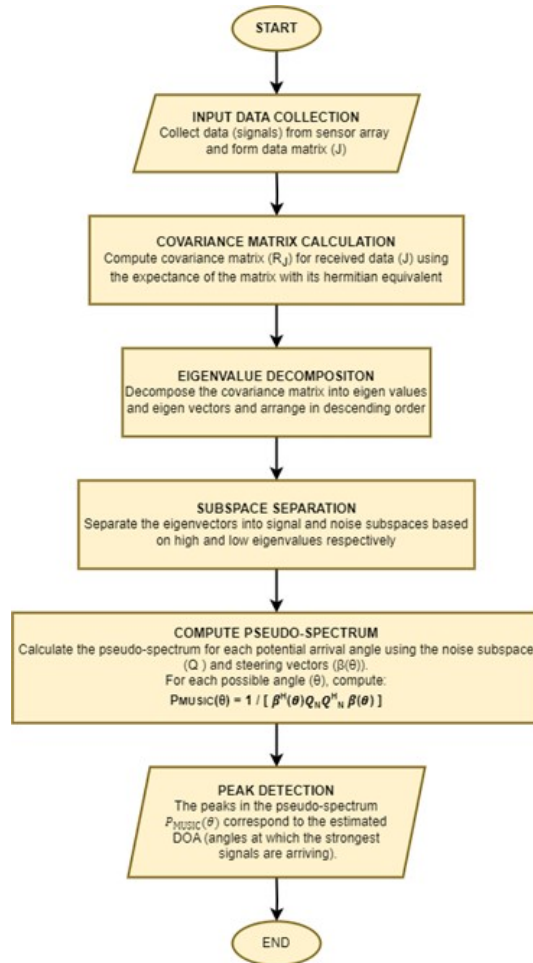 START
INPUT DATA COLLECTION
Collect data (signals) from sensor array
and form data matrix (J)
COVARIANCE MATRIX CALCULATION
Compute covariance matrix (R_J) for received data (J) using
the expectance of the matrix with its hermitian equivalent
EIGENVALUE DECOMPOSITON
Decompose the covariance matrix into eigen values
and eigen vectors and arrange in descending order
SUBSPACE SEPARATION
Separate the eigenvectors into signal and noise subspaces based
on high and low eigenvalues respectively
COMPUTE PSEUDO-SPECTRUM
Calculate the pseudo-spectrum for each potential arrival angle using the noise subspace
(Q ) and steering vectors (β(θ)).
For each possible angle (θ), compute:
PMUSIC(θ) = 1 / [ β^H(θ)Q_N Q^H_N β(θ) ]
PEAK DETECTION
The peaks in the pseudo-spectrum
P_MUSIC(θ) correspond to the estimated
DOA (angles at which the strongest
signals are arriving).
END